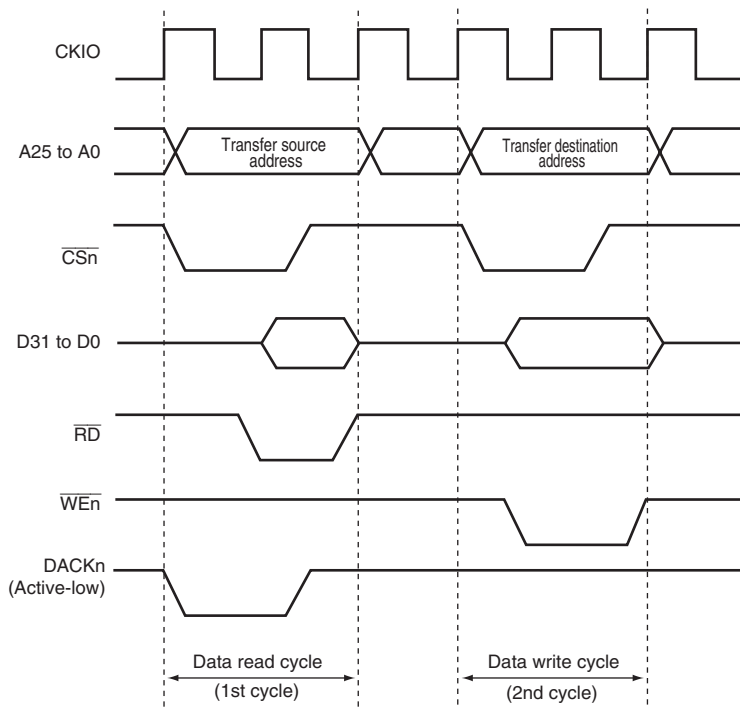 CKIO
A25 to A0
Transfer source
address
Transfer destination
address
CSn
D31 to D0
RD
WEn
DACKn
(Active-low)
Data read cycle
(1st cycle)
Data write cycle
(2nd cycle)